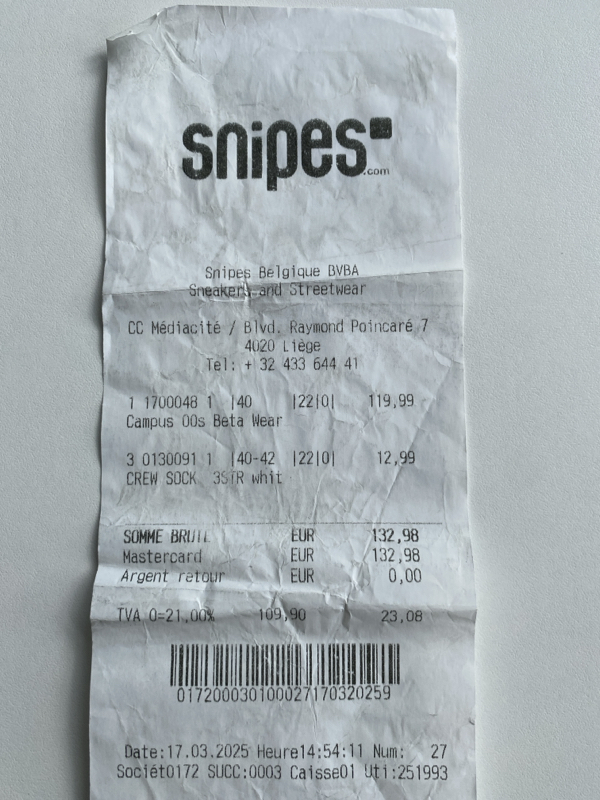 snipes
.com
Snipes Belgique BVBA
Sneakers and Streetwear
CC Médiacité / Blvd. Raymond Poincaré 7
4020 Liège
Tel: + 32 433 644 41
1 1700048 1 |40 |22|0| 119,99
Campus 00s Beta Wear
3 0130091 1 |40-42 |22|0| 12,99
CREW SOCK 3STR whit
SOMME BRUTE EUR 132,98
Mastercard EUR 132,98
Argent retour EUR 0,00
TVA 0=21,00% 109,90 23,08
017200030100027170320259
Date:17.03.2025 Heure14:54:11 Num: 27
Sociét0172 SUCC:0003 Caisse01 Uti:251993